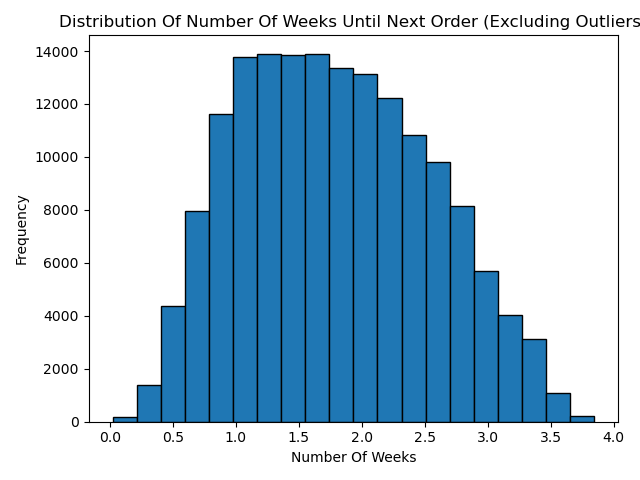 Distribution Of Number Of Weeks Until Next Order (Excluding Outliers
14000
12000
10000
8000
6000
4000
2000
0
Frequency
0.0 0.5 1.0 1.5 2.0 2.5 3.0 3.5 4.0
Number Of Weeks